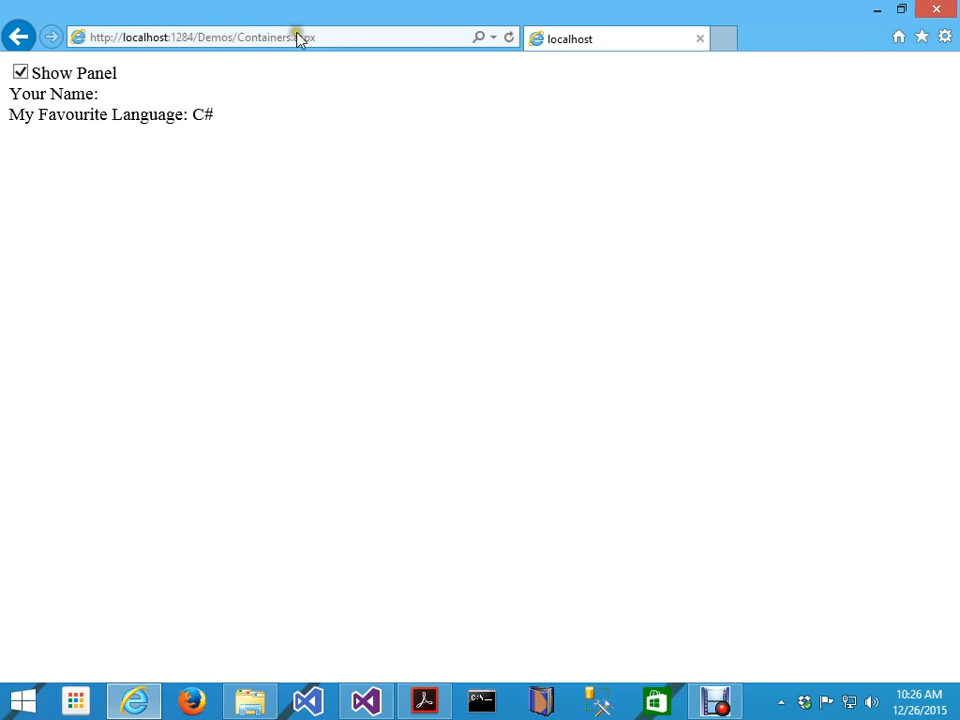 http://localhost:1284/Demos/Containers.aspx
localhost
Show Panel
Your Name:
My Favourite Language: C#
10:26 AM
12/26/2015